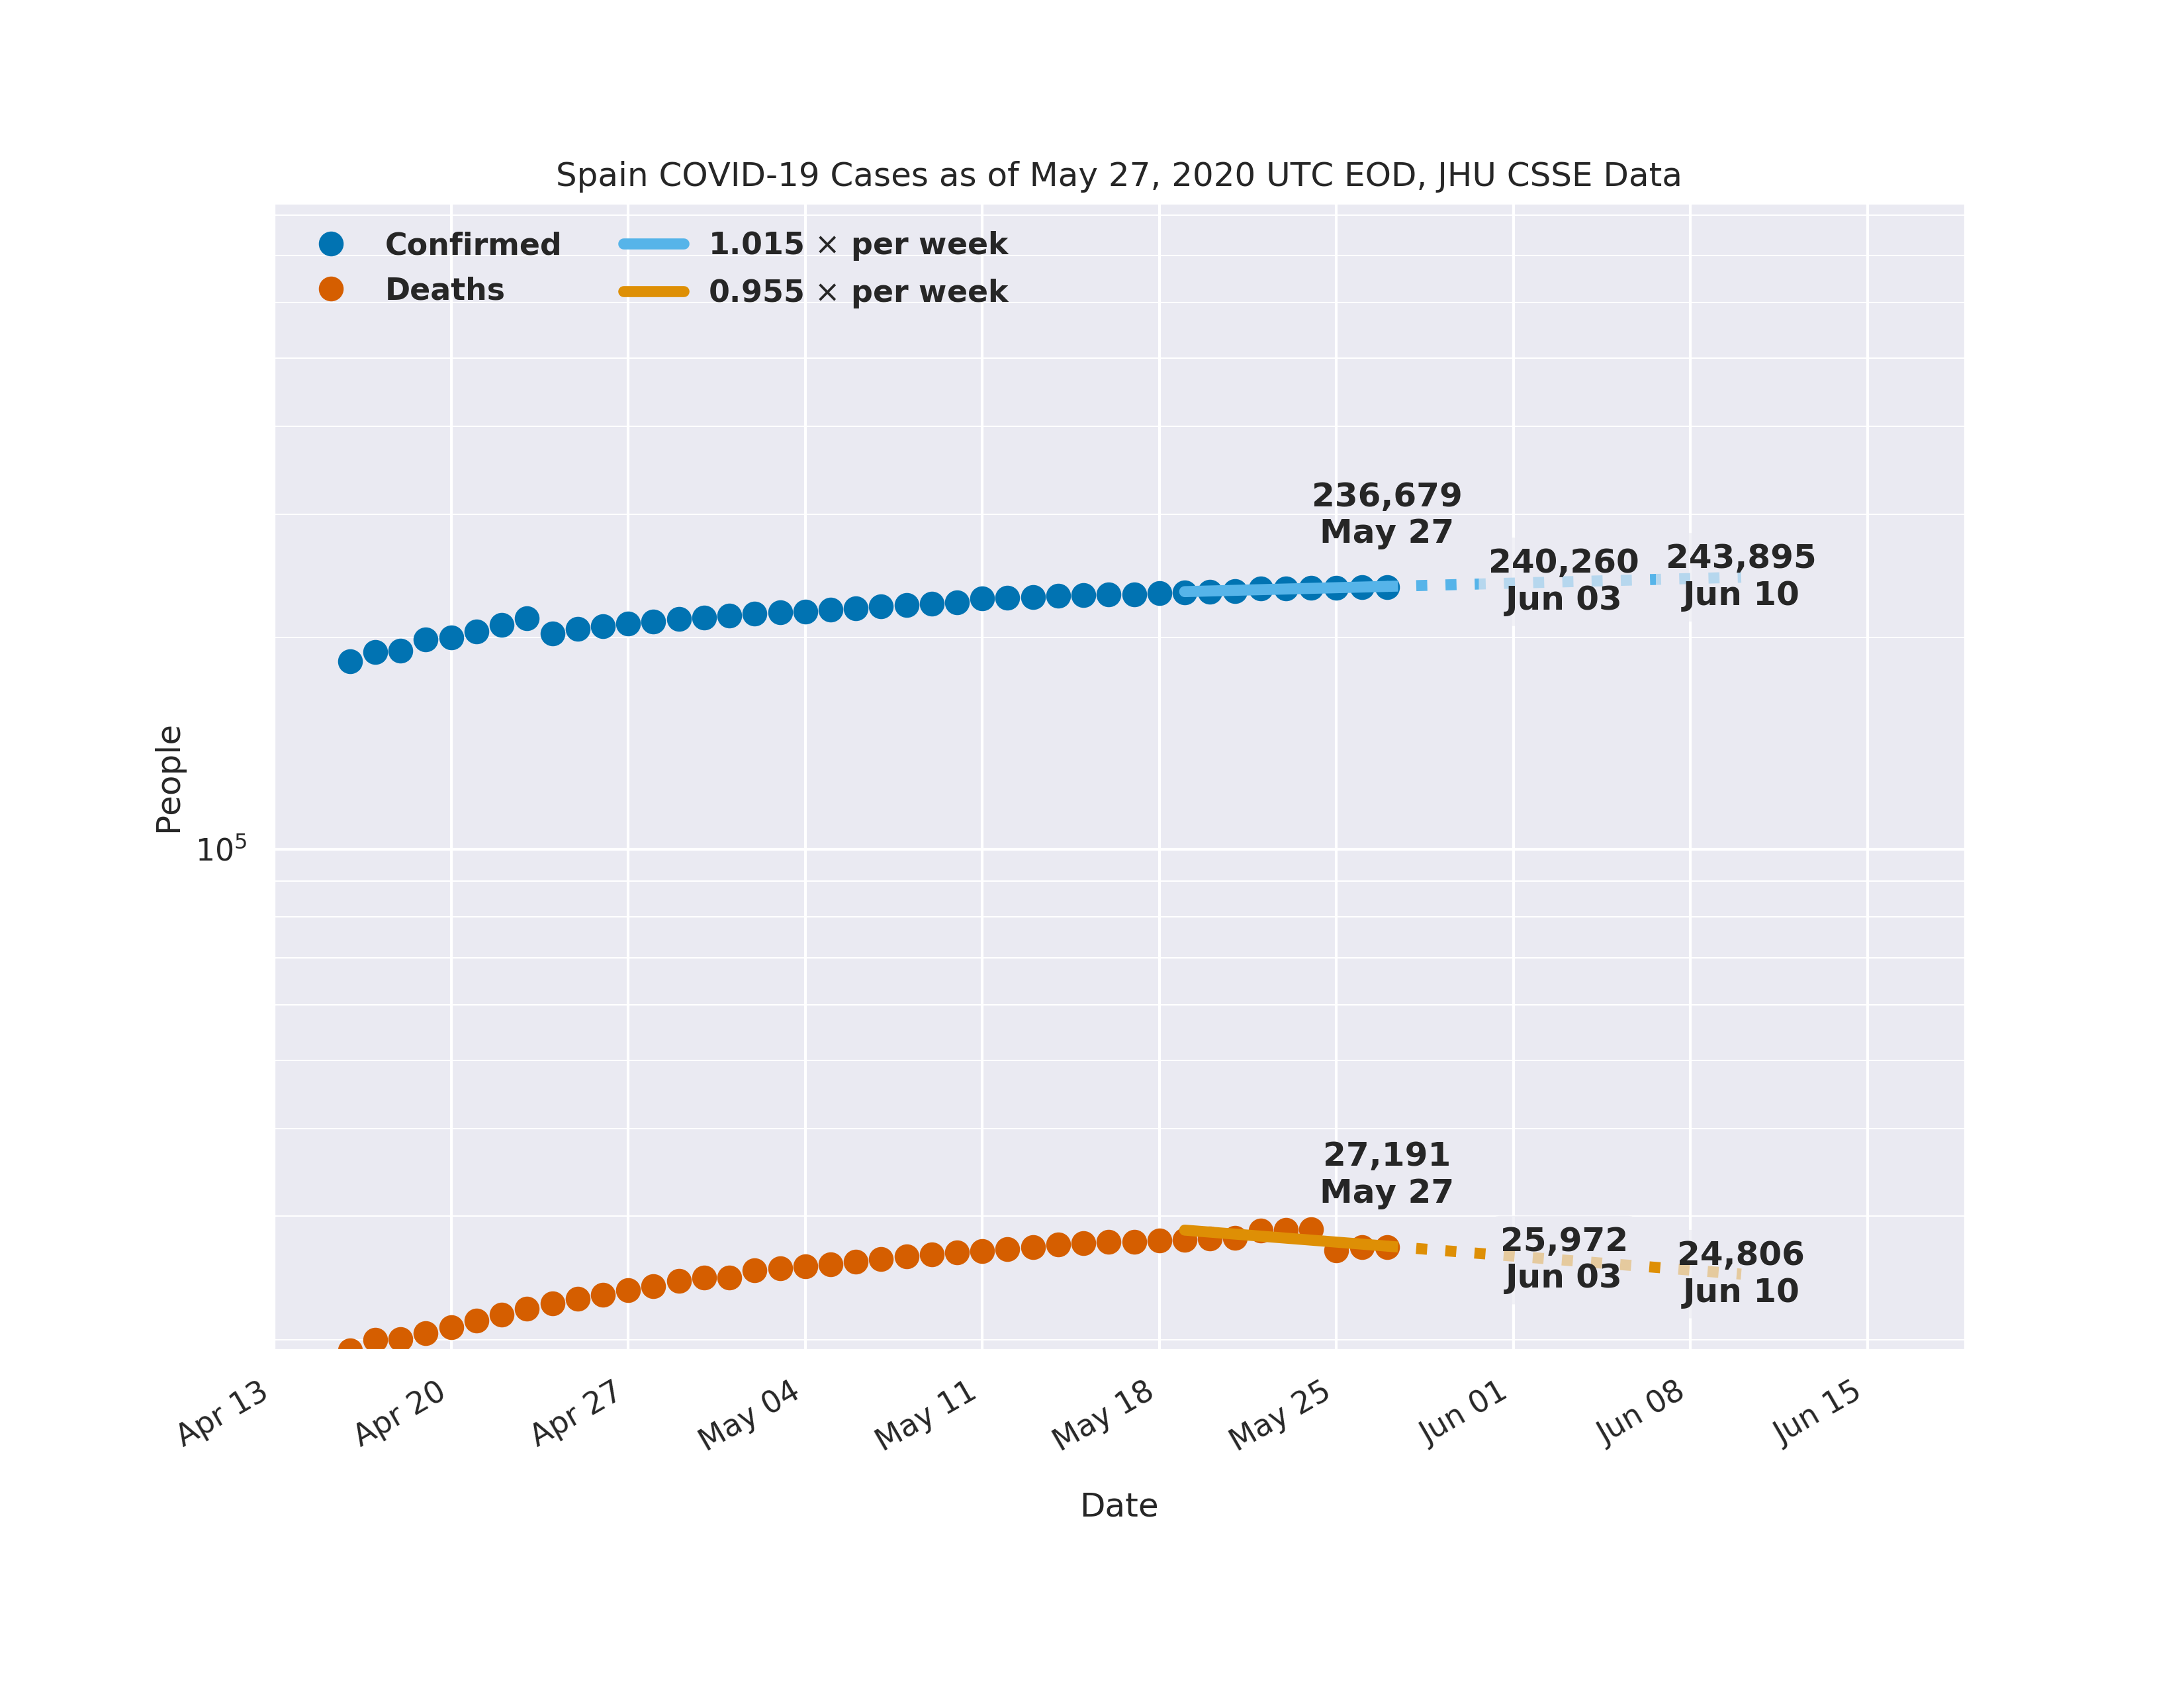 Spain COVID-19 Cases as of May 27, 2020 UTC EOD, JHU CSSE Data
Confirmed
Deaths
1.015 × per week
0.955 × per week
236,679
May 27
240,260
Jun 03
243,895
Jun 10
People
10⁵
27,191
May 27
25,972
Jun 03
24,806
Jun 10
Apr 13
Apr 20
Apr 27
May 04
May 11
May 18
May 25
Jun 01
Jun 08
Jun 15
Date